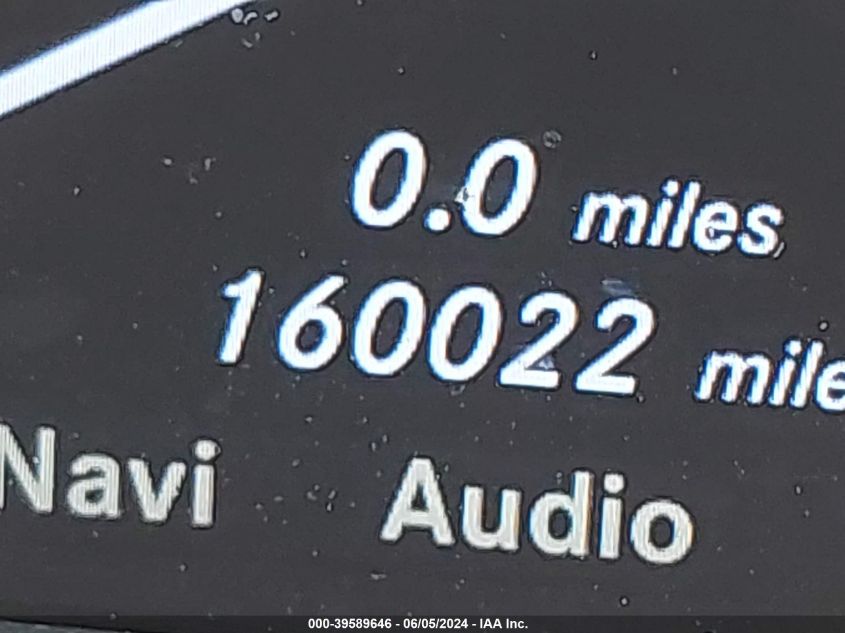 0.0 miles
160022 mile
Navi Audio
000-39589646 - 06/05/2024 - IAA Inc.